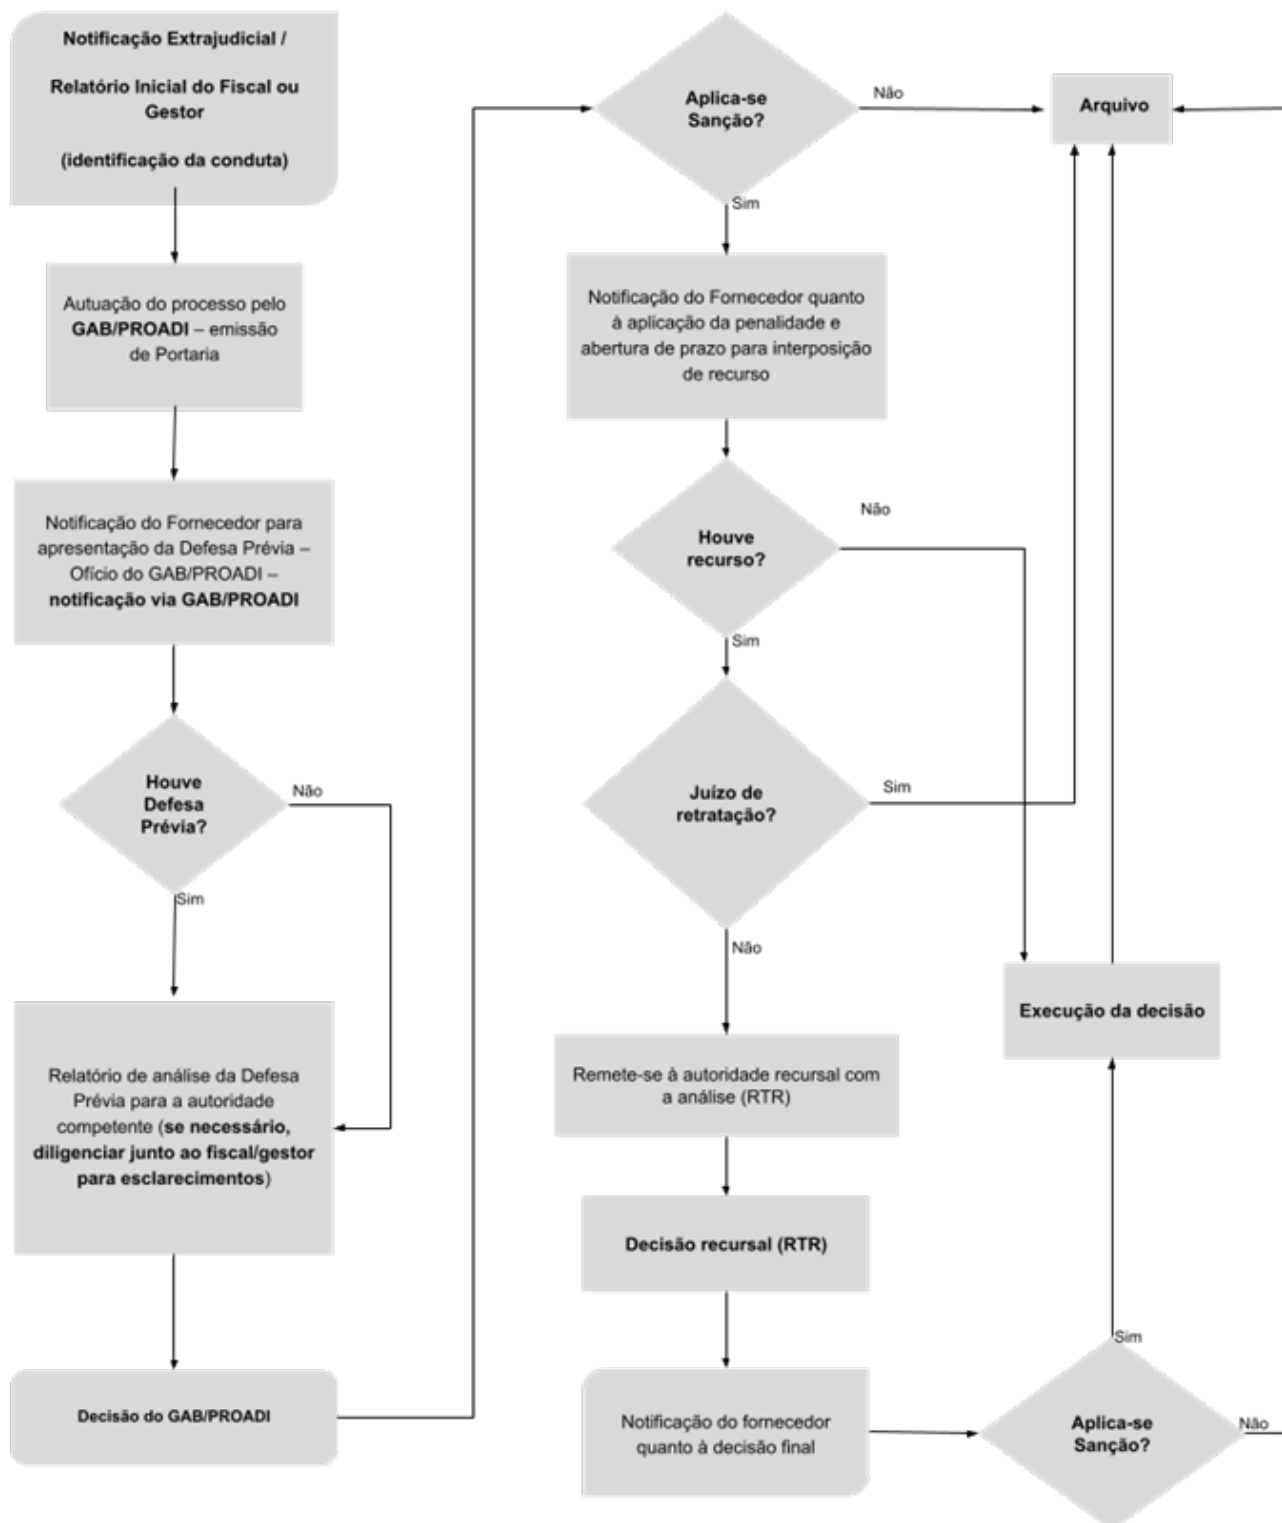 Notificação Extrajudicial /
Relatório Inicial do Fiscal ou
Gestor
(identificação da conduta)
Autuação do processo pelo
GAB/PROADI – emissão
de Portaria
Notificação do Fornecedor para
apresentação da Defesa Prévia –
Ofício do GAB/PROADI –
notificação via GAB/PROADI
Houve
Defesa
Prévia?
Não
Sim
Relatório de análise da Defesa
Prévia para a autoridade
competente (se necessário,
diligenciar junto ao fiscal/gestor
para esclarecimentos)
Decisão do GAB/PROADI
Aplica-se
Sanção?
Não
Arquivo
Sim
Notificação do Fornecedor quanto
à aplicação da penalidade e
abertura de prazo para interposição
de recurso
Houve
recurso?
Não
Sim
Juízo de
retratação?
Sim
Não
Remete-se à autoridade recursal com
a análise (RTR)
Decisão recursal (RTR)
Notificação do fornecedor
quanto à decisão final
Execução da decisão
Sim
Aplica-se
Sanção?
Não